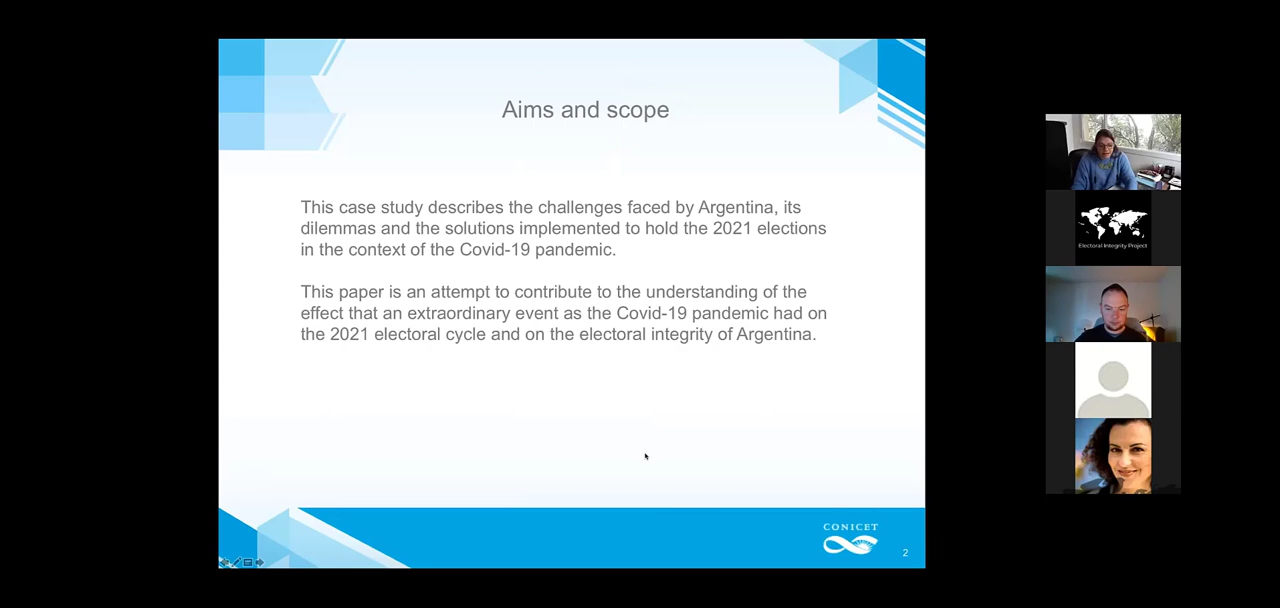 Aims and scope
This case study describes the challenges faced by Argentina, its
dilemmas and the solutions implemented to hold the 2021 elections
in the context of the Covid-19 pandemic.
This paper is an attempt to contribute to the understanding of the
effect that an extraordinary event as the Covid-19 pandemic had on
the 2021 electoral cycle and on the electoral integrity of Argentina.
CONICET
2
Electoral Integrity Project